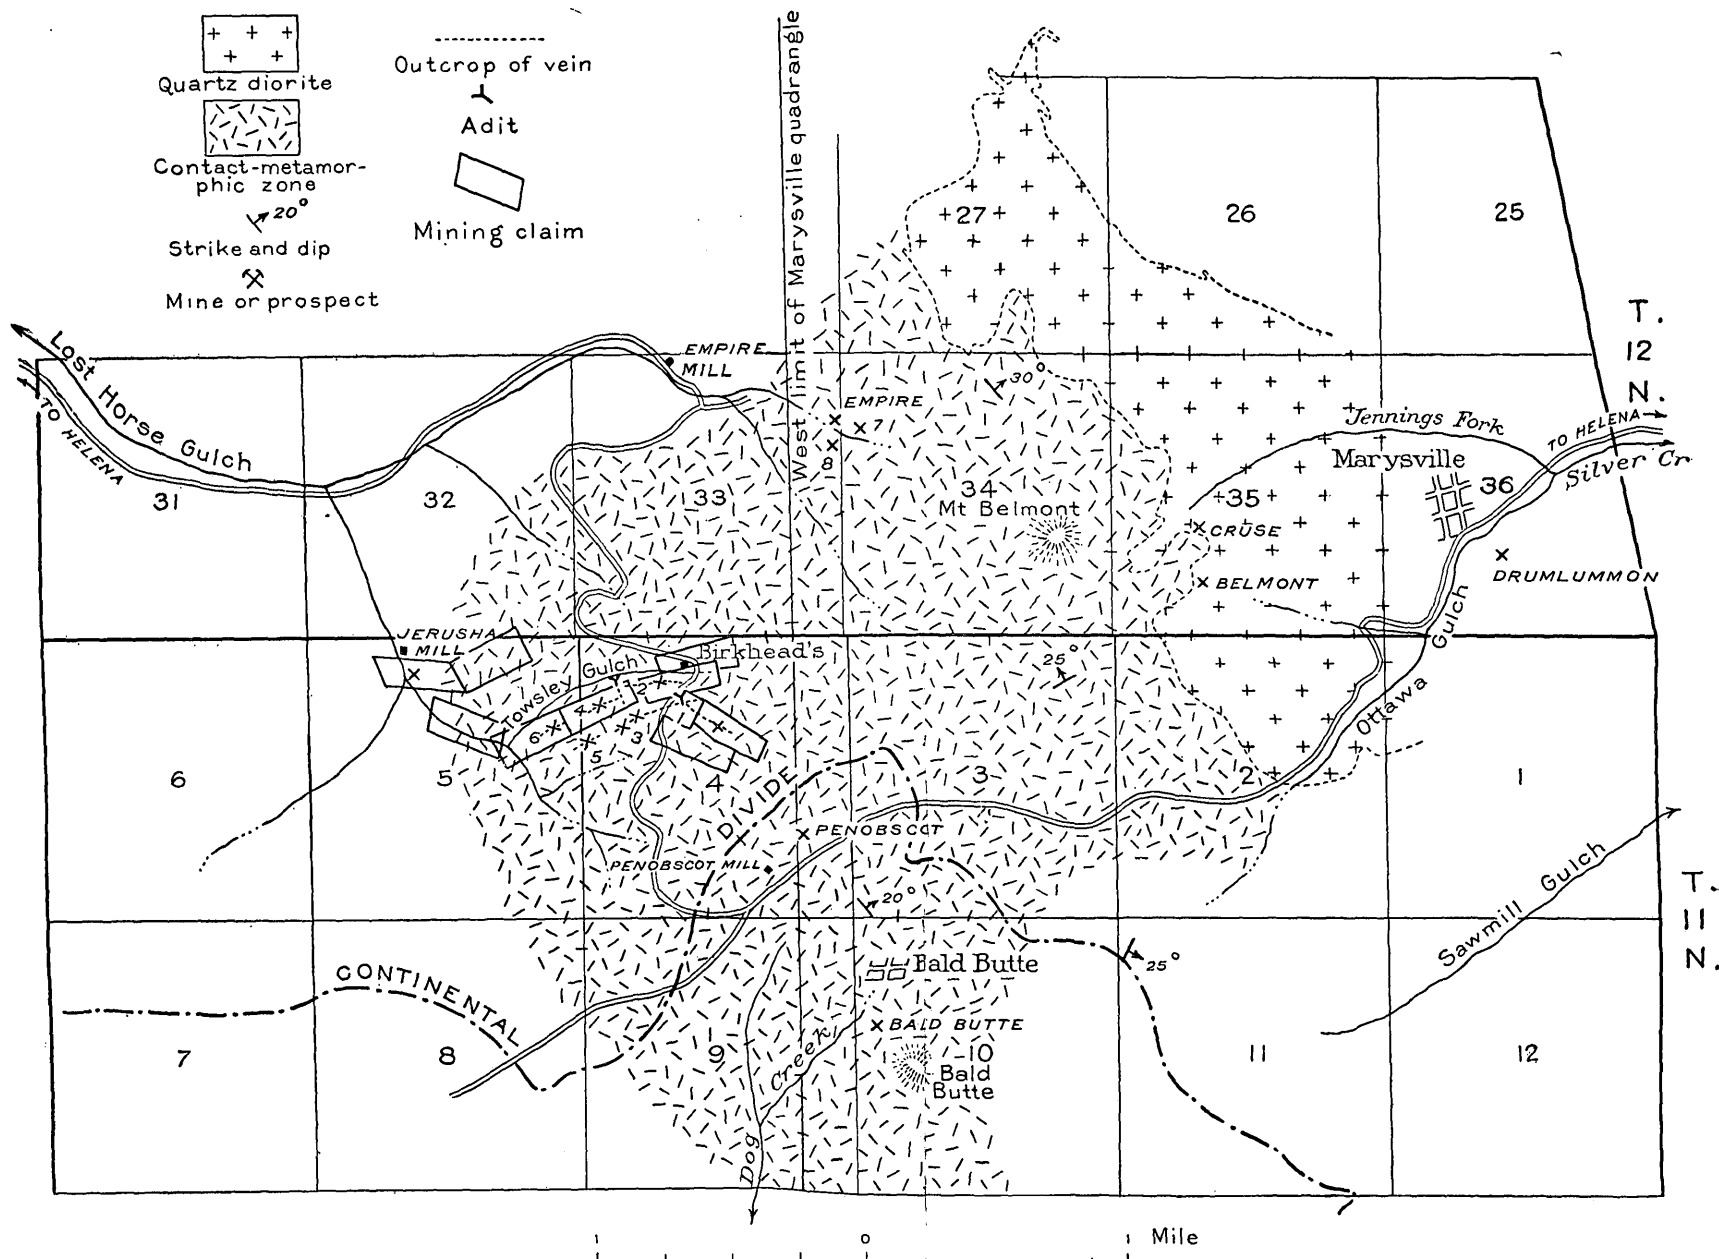 Quartz diorite
Contact-metamor-
phic zone
20°
Strike and dip
Mine or prospect
Outcrop of vein
Adit
Mining claim
West limit of Marysville quadrangle
27
26
25
T.
12
N.
Lost Horse Gulch
TO HELENA
EMPIRE
MILL
EMPIRE
7
8
30°
Jennings Fork
TO HELENA
Silver Cr
Marysville
31
32
33
34
35
36
Mt Belmont
CRUSE
BELMONT
DRUMLUMMON
JERUSHA
MILL
Birkhead's
Towsley Gulch
25°
Ottawa Gulch
2
4
6
3
5
6
5
4
3
2
1
DIVIDE
PENOBSCOT
PENOBSCOT MILL
20°
Sawmill Gulch
T.
11
N.
CONTINENTAL
Bald Butte
25°
BALD BUTTE
7
8
9
10
11
12
Bald
Butte
Dog Creek
1
0
1 Mile